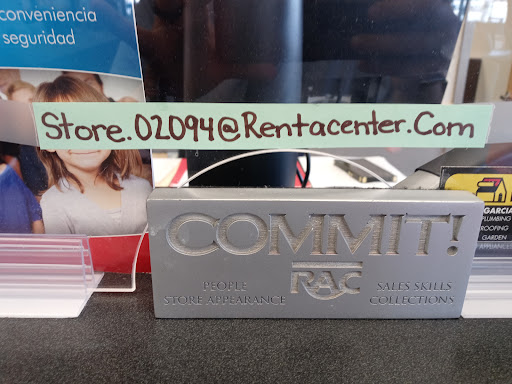 conveniencia
seguridad
Store.02094@Rentacenter.Com
COMMIT!
RAC
PEOPLE
STORE APPEARANCE
SALES SKILLS
COLLECTIONS
GARCIA
PLUMBING
ROOFING
GARDEN